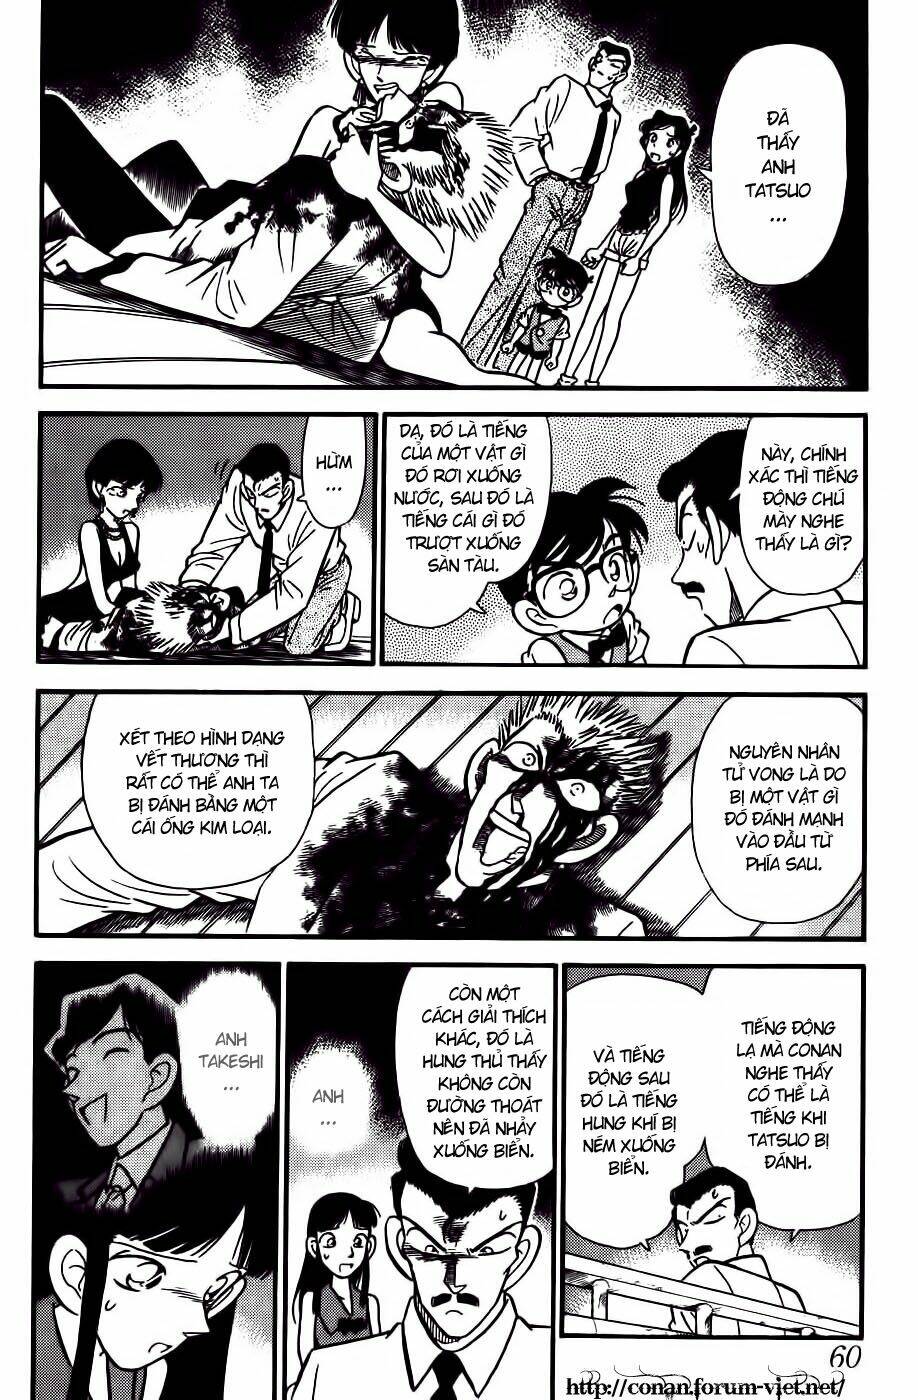 ĐÃ
THẤY
ANH
TATSUO
...
NÀY, CHÍNH
XÁC THÌ TIẾNG
ĐỘNG CHÚ
MÀY NGHE
THẤY LÀ GÌ?
DẠ, ĐÓ LÀ TIẾNG
CỦA MỘT VẬT GÌ
ĐÓ RƠI XUỐNG
NƯỚC, SAU ĐÓ LÀ
TIẾNG CÁI GÌ ĐÓ
TRƯỢT XUỐNG
SÀN TÀU.
HỪM
...
NGUYÊN NHÂN
TỬ VONG LÀ DO
BỊ MỘT VẬT GÌ
ĐÓ ĐÁNH MẠNH
VÀO ĐẦU TỪ
PHÍA SAU.
XÉT THEO HÌNH DẠNG
VẾT THƯƠNG THÌ
RẤT CÓ THỂ ANH TA
BỊ ĐÁNH BẰNG MỘT
CÁI ỐNG KIM LOẠI.
TIẾNG ĐỘNG
LẠ MÀ CONAN
NGHE THẤY
CÓ THỂ LÀ
TIẾNG KHI
TATSUO BỊ
ĐÁNH.
VÀ TIẾNG
ĐỘNG SAU
ĐÓ LÀ TIẾNG
HUNG KHÍ BỊ
NÉM XUỐNG
BIỂN.
CÒN MỘT
CÁCH GIẢI THÍCH
KHÁC, ĐÓ LÀ
HUNG THỦ THẤY
KHÔNG CÒN
ĐƯỜNG THOÁT
NÊN ĐÃ NHẢY
XUỐNG BIỂN.
ANH
...
ANH
TAKESHI
...
60
http://conan.forum-viet.net/